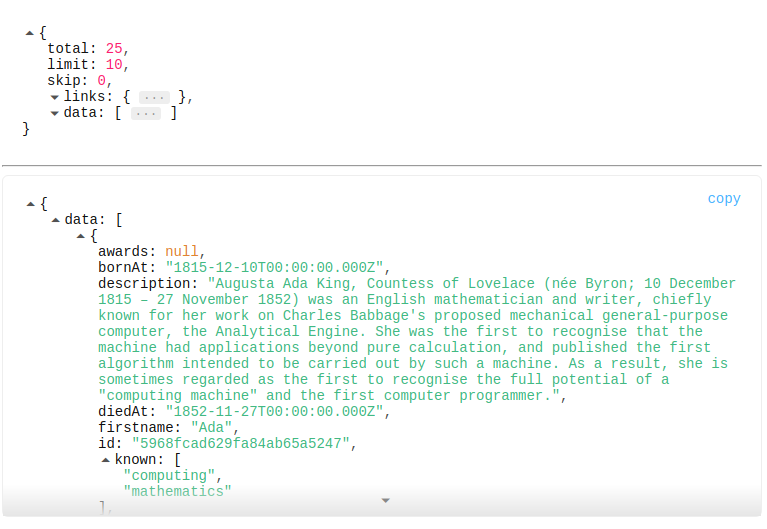 {
total: 25,
limit: 10,
skip: 0,
links: { ... },
data: [ ... ]
}
copy
{
data: [
{
awards: null,
bornAt: "1815-12-10T00:00:00.000Z",
description: "Augusta Ada King, Countess of Lovelace (née Byron; 10 December
1815 – 27 November 1852) was an English mathematician and writer, chiefly
known for her work on Charles Babbage's proposed mechanical general-purpose
computer, the Analytical Engine. She was the first to recognise that the
machine had applications beyond pure calculation, and published the first
algorithm intended to be carried out by such a machine. As a result, she is
sometimes regarded as the first to recognise the full potential of a
"computing machine" and the first computer programmer.",
diedAt: "1852-11-27T00:00:00.000Z",
firstname: "Ada",
id: "5968fcad629fa84ab65a5247",
known: [
"computing",
"mathematics"
],